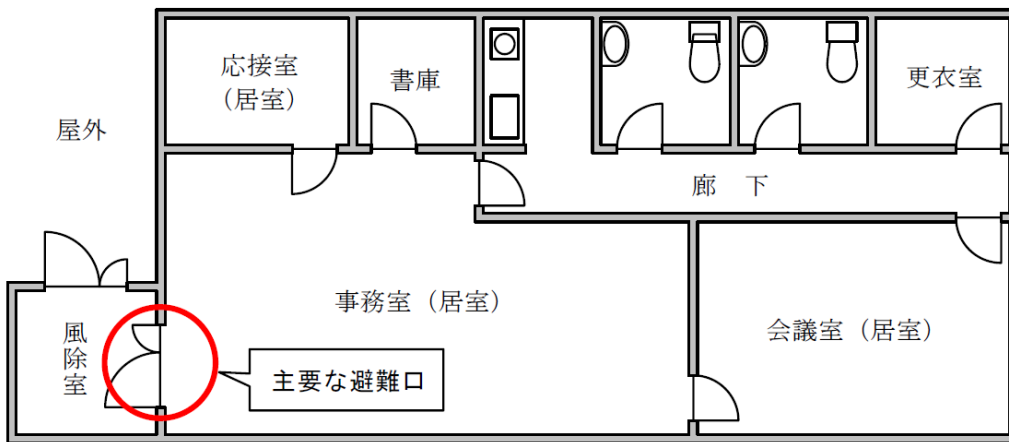 応接室
（居室）
書庫
更衣室
屋外
廊　下
事務室（居室）
会議室（居室）
風除室
主要な避難口